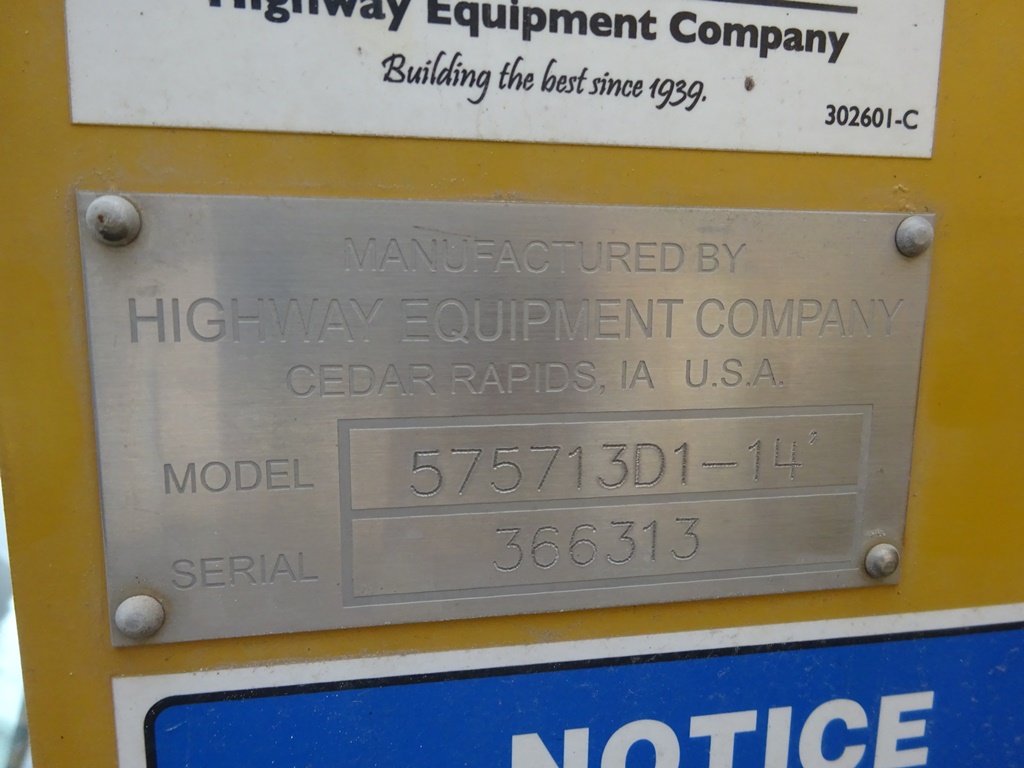 Highway Equipment Company
Building the best since 1939.
302601-C
MANUFACTURED BY
HIGHWAY EQUIPMENT COMPANY
CEDAR RAPIDS, IA U.S.A.
MODEL 575713D1-14'
SERIAL 366313
NOTICE